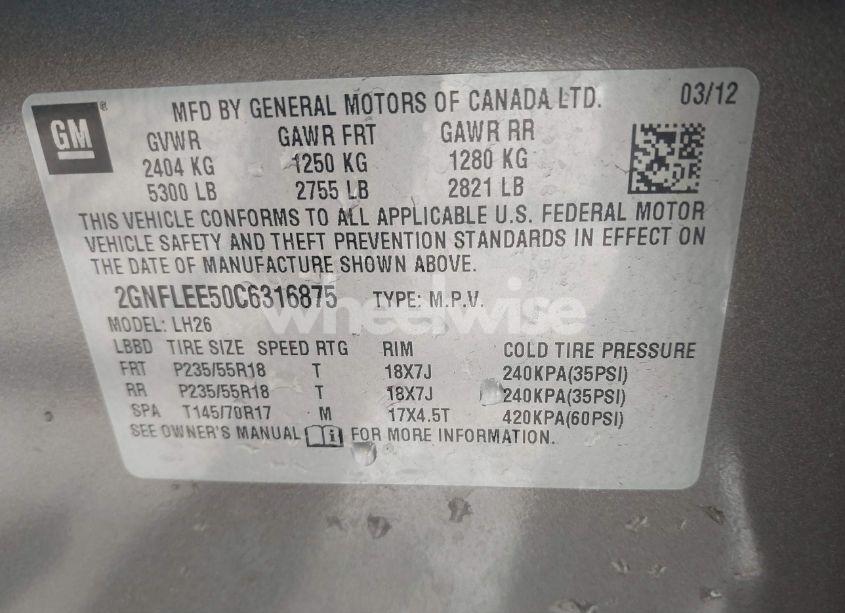 GM
MFD BY GENERAL MOTORS OF CANADA LTD. 03/12
GVWR GAWR FRT GAWR RR
2404 KG 1250 KG 1280 KG
5300 LB 2755 LB 2821 LB
THIS VEHICLE CONFORMS TO ALL APPLICABLE U.S. FEDERAL MOTOR
VEHICLE SAFETY AND THEFT PREVENTION STANDARDS IN EFFECT ON
THE DATE OF MANUFACTURE SHOWN ABOVE.
2GNFLEE50C6316875 TYPE: M.P.V.
wheelwise
MODEL: LH26
LBBD TIRE SIZE SPEED RTG RIM COLD TIRE PRESSURE
FRT P235/55R18 T 18X7J 240KPA(35PSI)
RR P235/55R18 T 18X7J 240KPA(35PSI)
SPA T145/70R17 M 17X4.5T 420KPA(60PSI)
SEE OWNER'S MANUAL i FOR MORE INFORMATION.